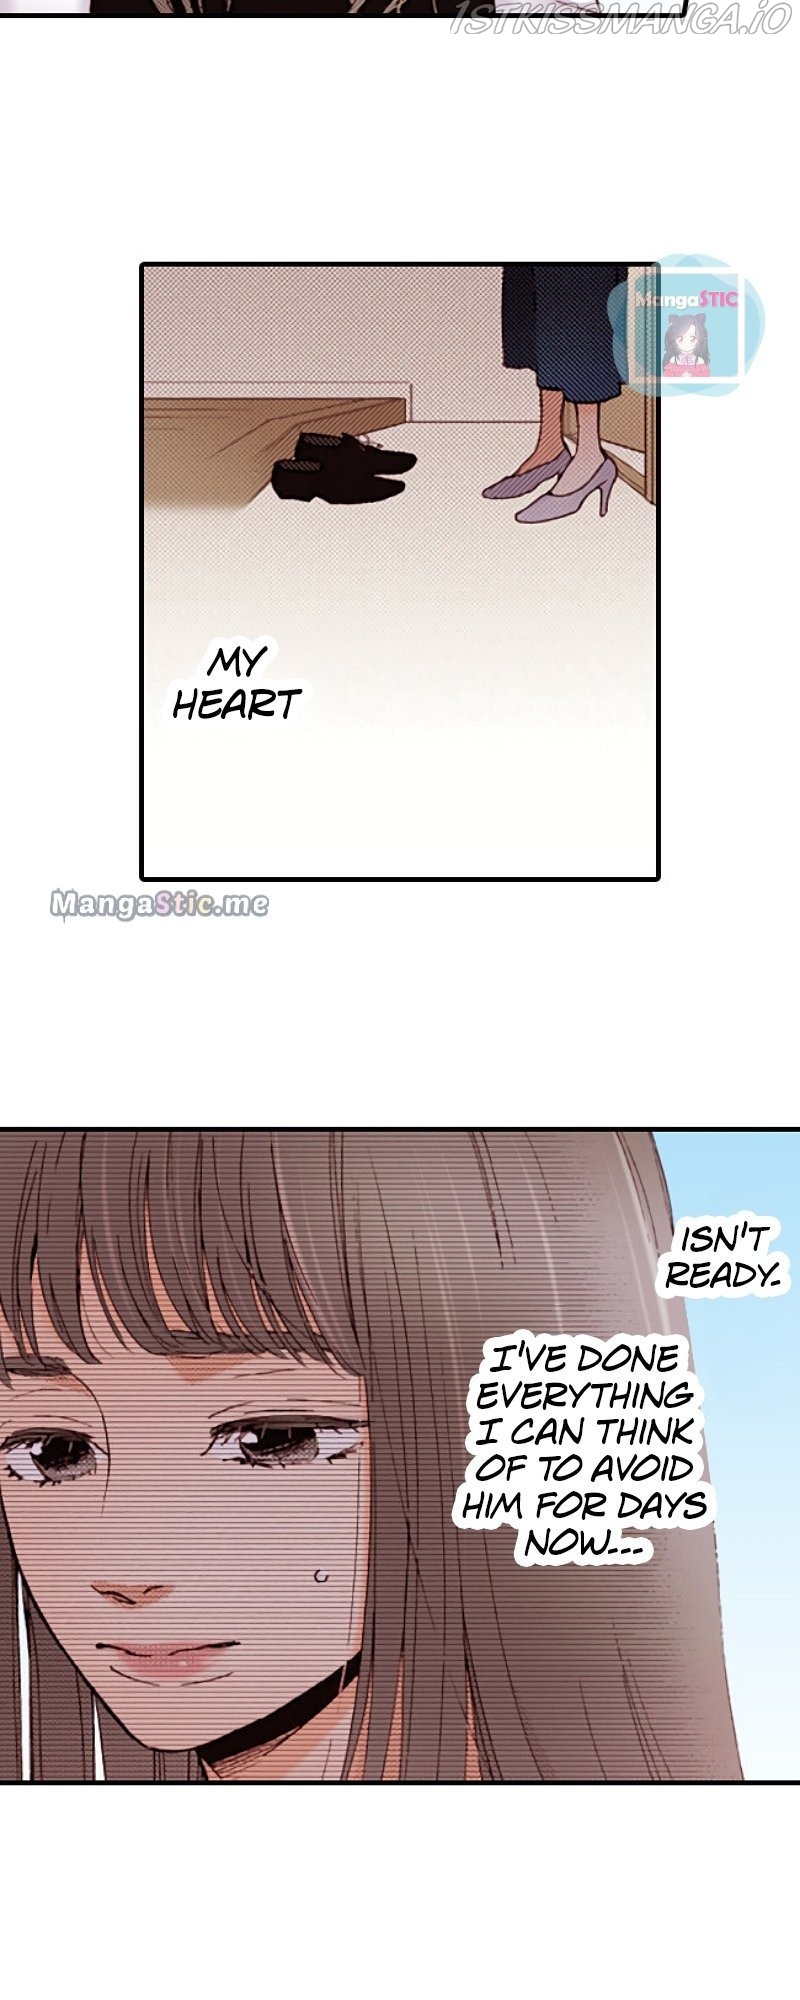 1STKISSMANGA.IO
MangaSTIC
MY
HEART
MangaStic.me
ISN'T
READY.
I'VE DONE
EVERYTHING
I CAN THINK
OF TO AVOID
HIM FOR DAYS
NOW...